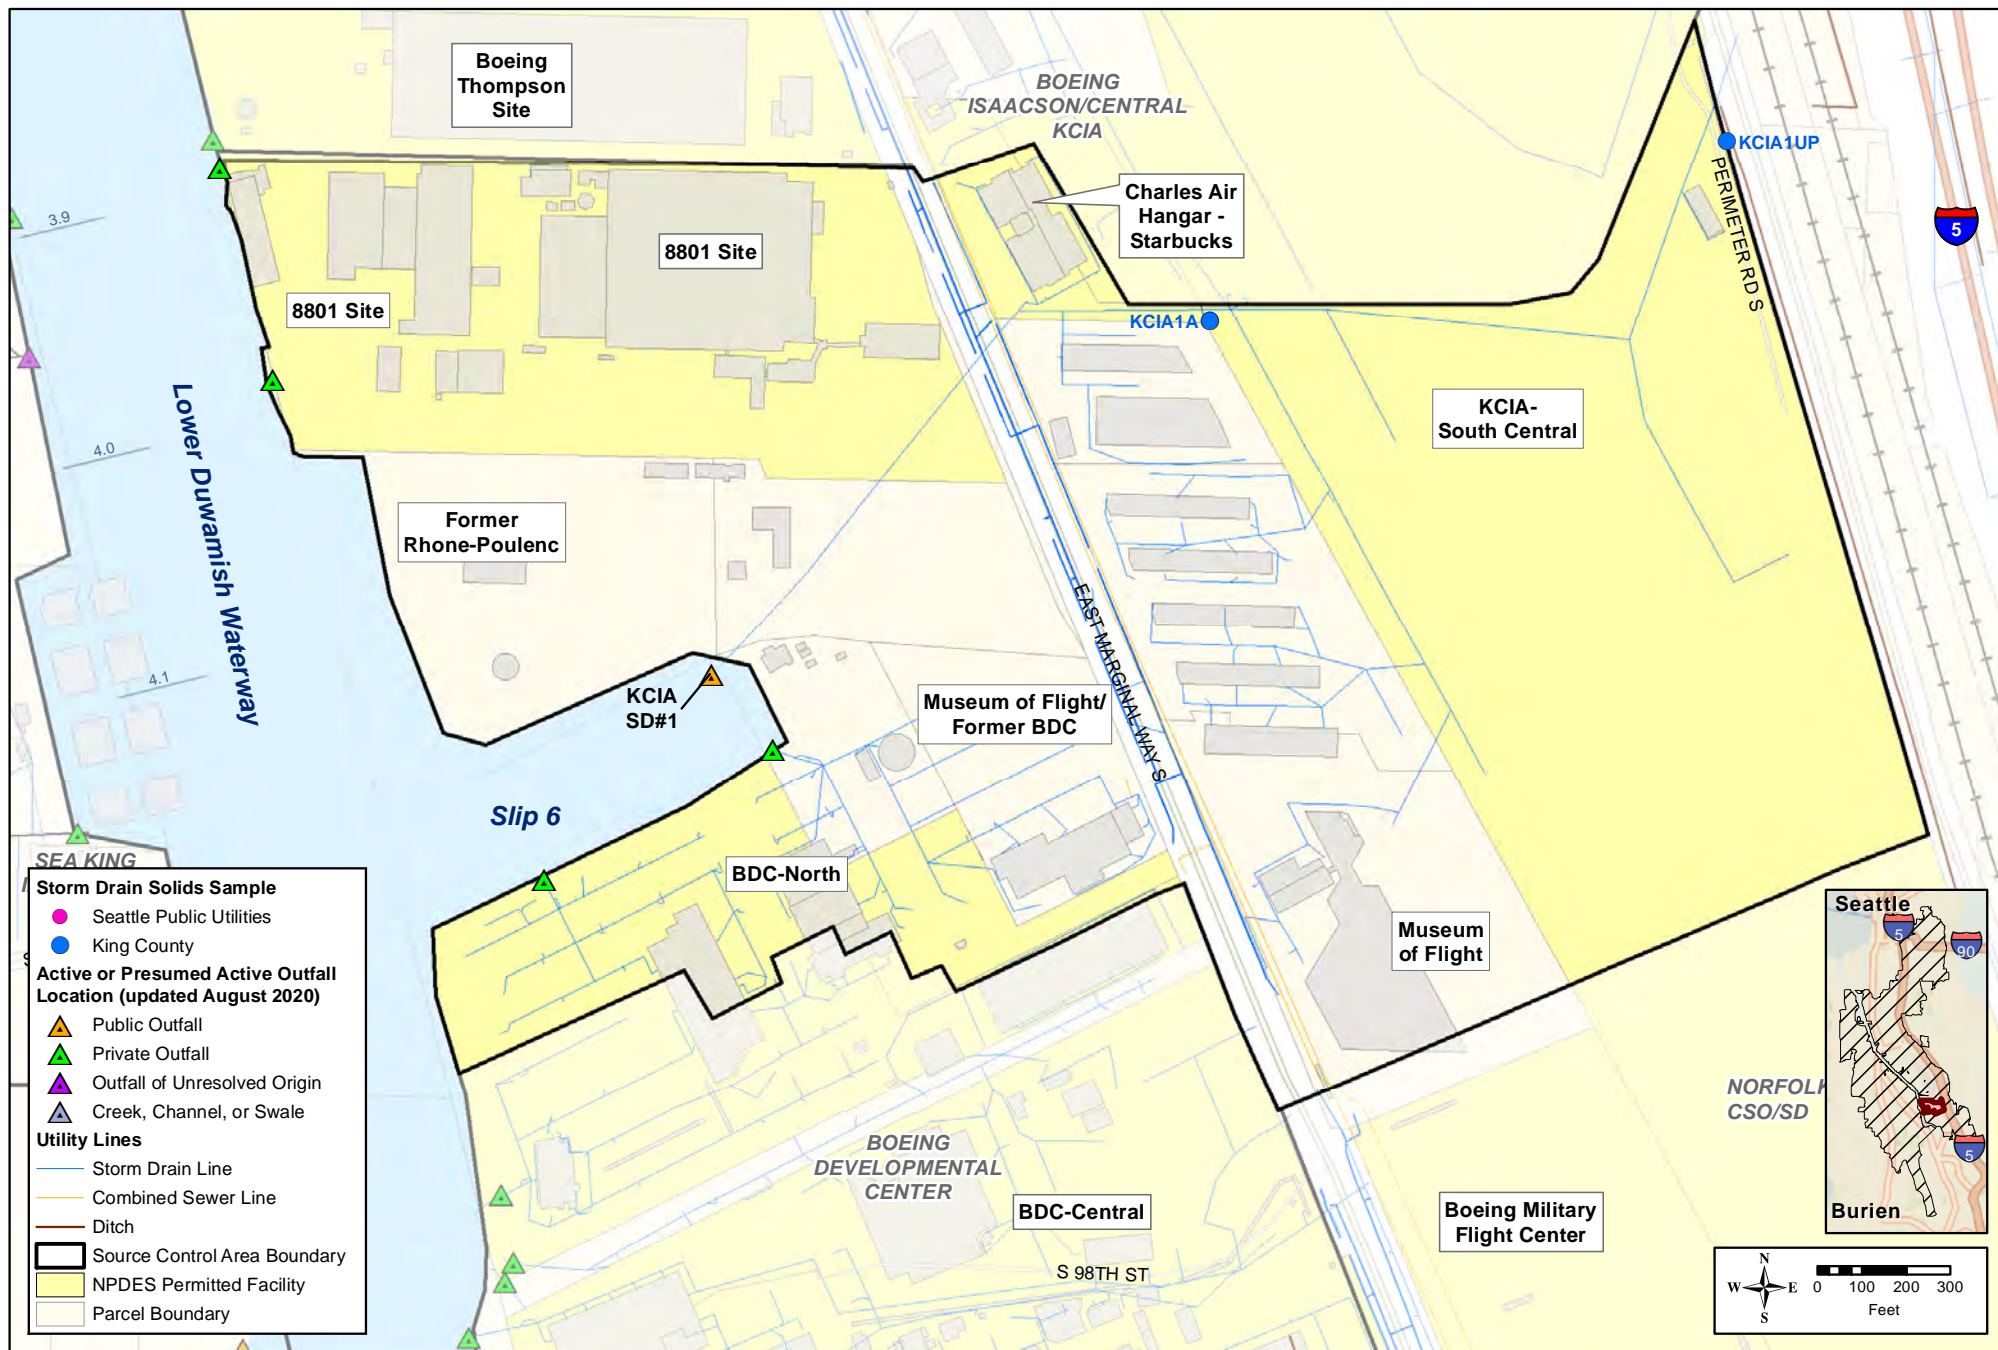 Boeing
Thompson
Site
BOEING
ISAACSON/CENTRAL
KCIA
KCIA1UP
PERIMETER RD S
5
Charles Air
Hangar -
Starbucks
3.9
8801 Site
8801 Site
KCIA1A
KCIA-
South Central
4.0
Lower Duwamish Waterway
Former
Rhone-Poulenc
EAST MARGINAL WAY S
4.1
KCIA
SD#1
Museum of Flight/
Former BDC
Slip 6
BDC-North
Museum
of Flight
SEA KING
Storm Drain Solids Sample
Seattle Public Utilities
King County
Active or Presumed Active Outfall
Location (updated August 2020)
Public Outfall
Private Outfall
Outfall of Unresolved Origin
Creek, Channel, or Swale
Utility Lines
Storm Drain Line
Combined Sewer Line
Ditch
Source Control Area Boundary
NPDES Permitted Facility
Parcel Boundary
BOEING
DEVELOPMENTAL
CENTER
BDC-Central
S 98TH ST
Boeing Military
Flight Center
NORFOLK
CSO/SD
Seattle
5
90
5
Burien
N
W E
S
0 100 200 300
Feet